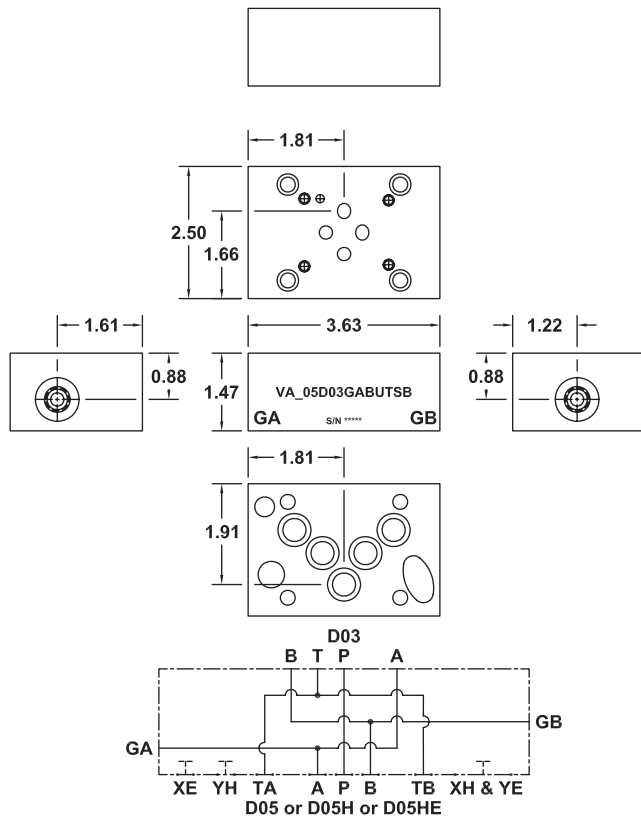 1.81
2.50
1.66
1.61
3.63
1.22
0.88
1.47
VA_05D03GABUTSB
0.88
GA
S/N *****
GB
1.81
1.91
D03
B T P A
GB
GA
XE YH TA A P B TB XH & YE
D05 or D05H or D05HE